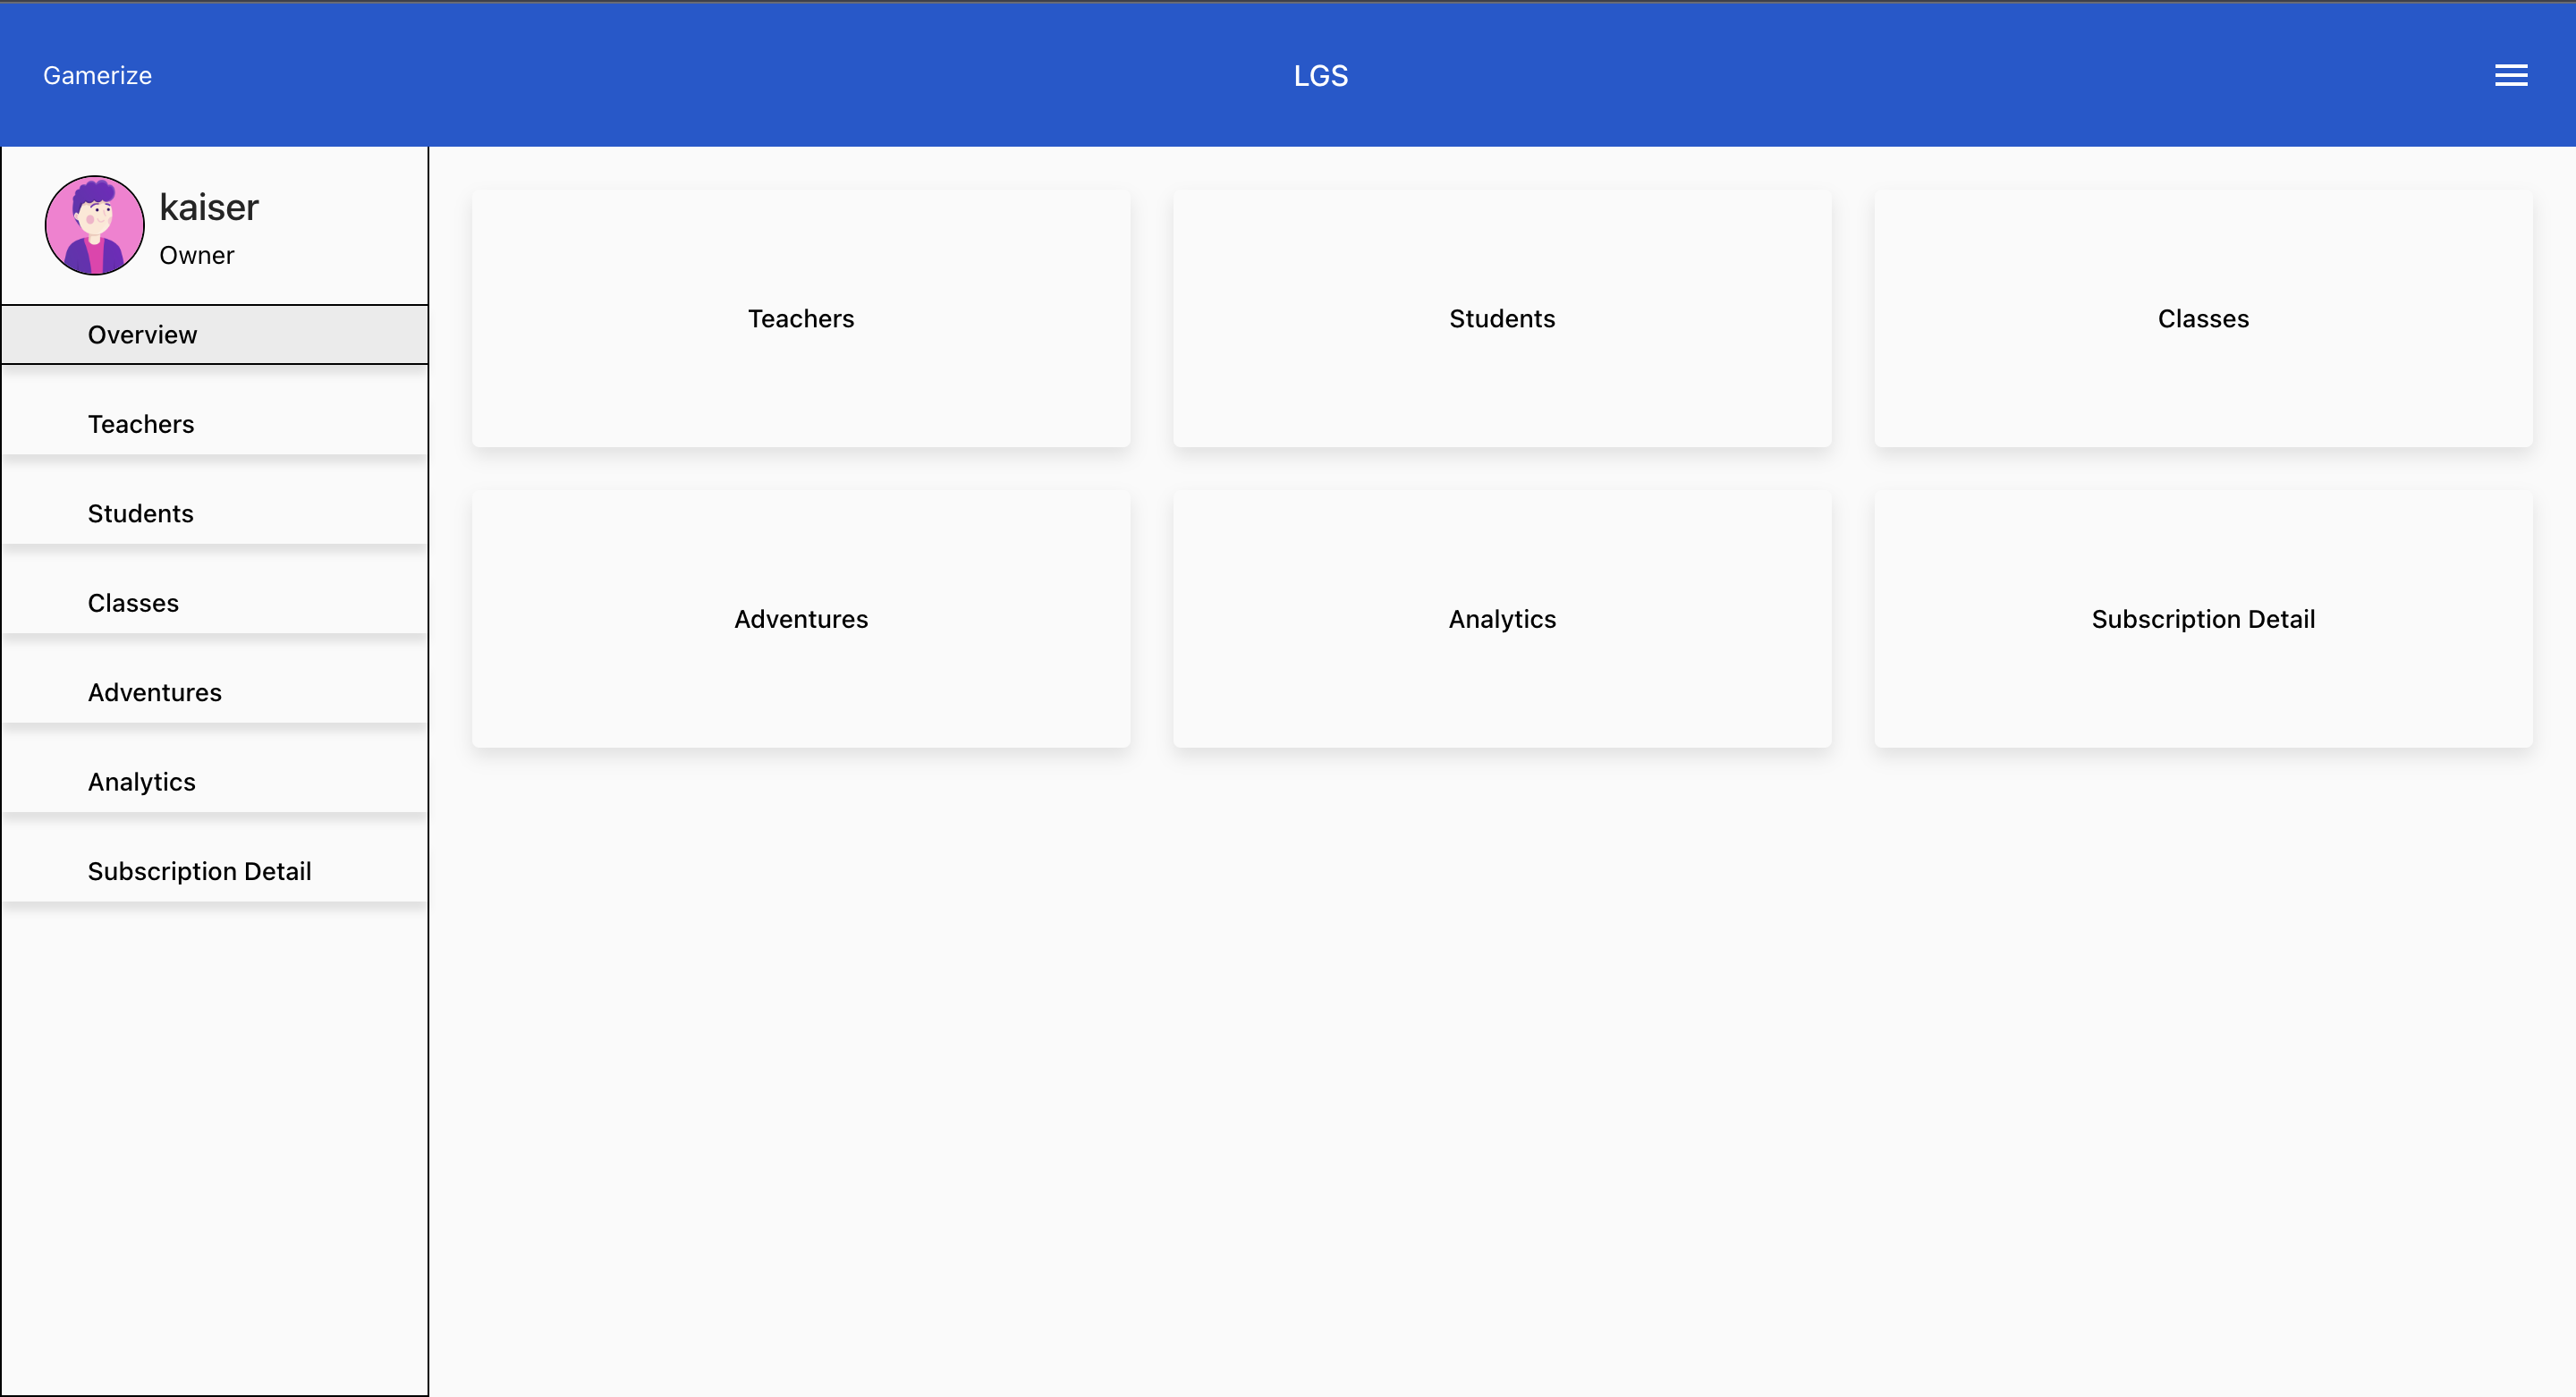 Gamerize
LGS
kaiser
Owner
Overview
Teachers
Students
Classes
Adventures
Analytics
Subscription Detail
Teachers
Students
Classes
Adventures
Analytics
Subscription Detail